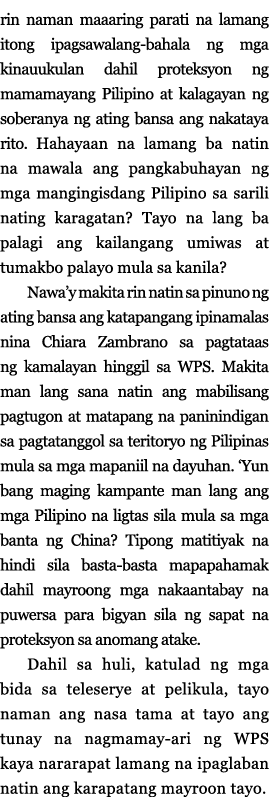 rin naman maaaring parati na lamang
itong ipagsawalang-bahala ng mga
kinauukulan dahil proteksyon ng
mamamayang Pilipino at kalagayan ng
soberanya ng ating bansa ang nakataya
rito. Hahayaan na lamang ba natin
na mawala ang pangkabuhayan ng
mga mangingisdang Pilipino sa sarili
nating karagatan? Tayo na lang ba
palagi ang kailangang umiwas at
tumakbo palayo mula sa kanila?
Nawa’y makita rin natin sa pinuno ng
ating bansa ang katapangang ipinamalas
nina Chiara Zambrano sa pagtataas
ng kamalayan hinggil sa WPS. Makita
man lang sana natin ang mabilisang
pagtugon at matapang na paninindigan
sa pagtatanggol sa teritoryo ng Pilipinas
mula sa mga mapaniil na dayuhan. ‘Yun
bang maging kampante man lang ang
mga Pilipino na ligtas sila mula sa mga
banta ng China? Tipong matitiyak na
hindi sila basta-basta mapapahamak
dahil mayroong mga nakaantabay na
puwersa para bigyan sila ng sapat na
proteksyon sa anomang atake.
Dahil sa huli, katulad ng mga
bida sa teleserye at pelikula, tayo
naman ang nasa tama at tayo ang
tunay na nagmamay-ari ng WPS
kaya nararapat lamang na ipaglaban
natin ang karapatang mayroon tayo.